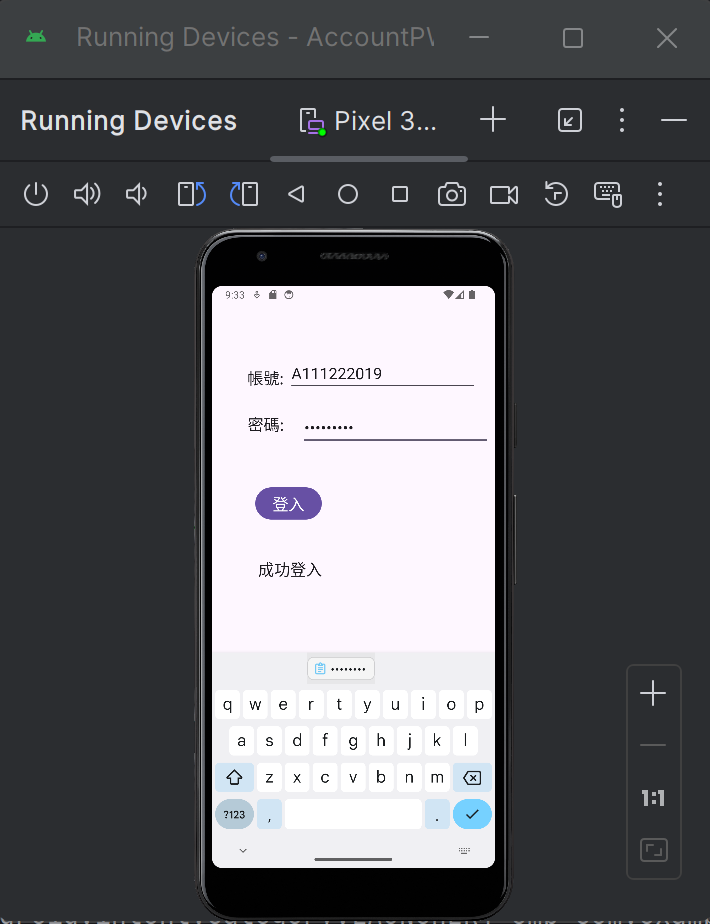 Running Devices - AccountPW
Running Devices
Pixel 3...
9:33
帳號: A111222019
密碼: •••••••••
登入
成功登入
••••••••
q w e r t y u i o p
a s d f g h j k l
z x c v b n m
?123 , .
1:1